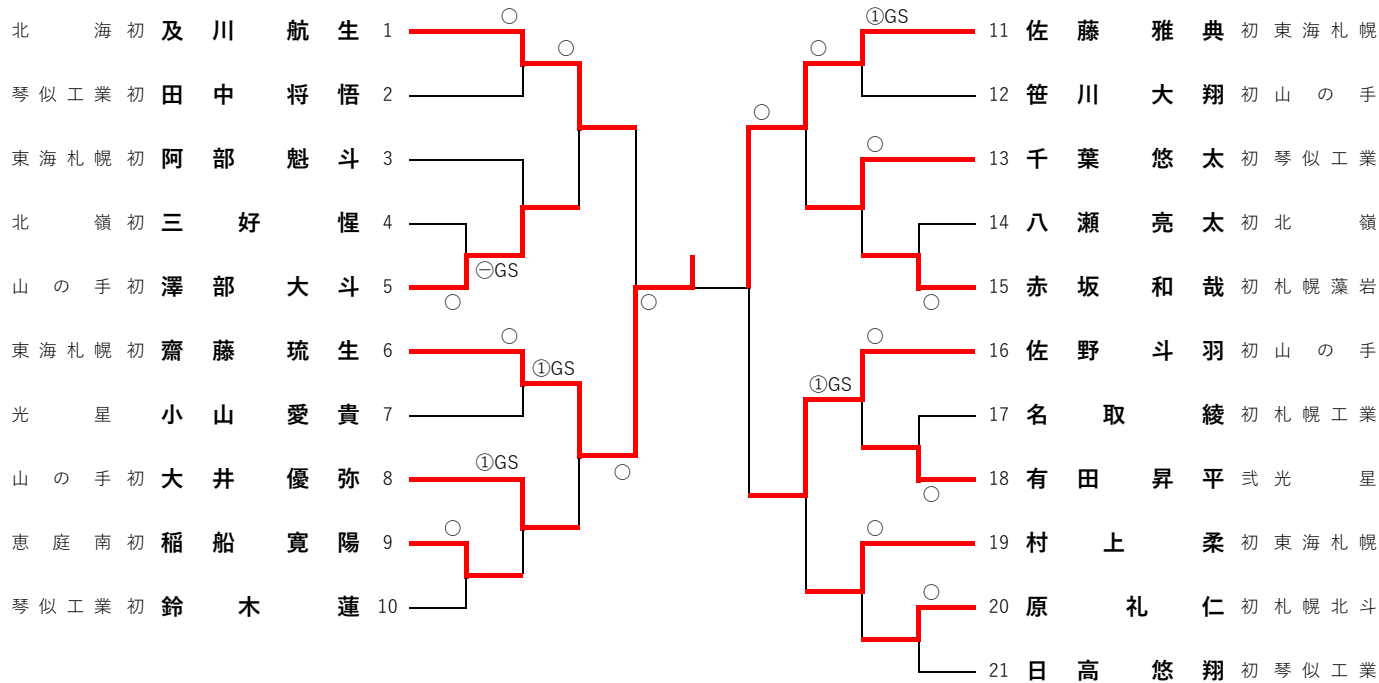 ○ ①GS
北海 初 及川航生 1 11 佐藤雅典 初 東海札幌
○ ○
琴似工業 初 田中将悟 2 12 笹川大翔 初 山の手
○
○
東海札幌 初 阿部魁斗 3 13 千葉悠太 初 琴似工業
北嶺 初 三好惺 4 14 八瀬亮太 初 北嶺
㊀GS
山の手 初 澤部大斗 5 15 赤坂和哉 初 札幌藻岩
○ ○ ○
○ ○
東海札幌 初 齋藤琉生 6 16 佐野斗羽 初 山の手
①GS ①GS
光星 小山愛貴 7 17 名取綾 初 札幌工業
①GS ○
山の手 初 大井優弥 8 18 有田昇平 弐 光星
○
○ ○
恵庭南 初 稲船寛陽 9 19 村上柔 初 東海札幌
○
琴似工業 初 鈴木蓮 10 20 原礼仁 初 札幌北斗
21 日高悠翔 初 琴似工業